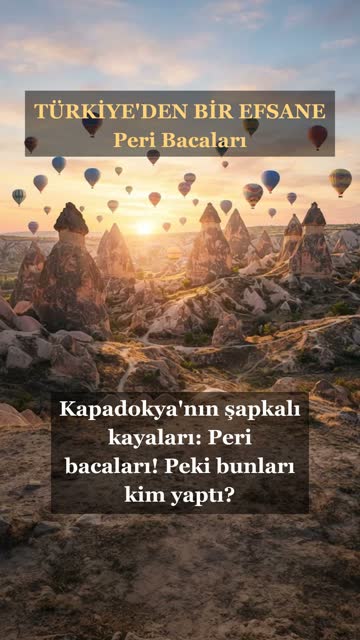 TÜRKİYE'DEN BİR EFSANE
Peri Bacaları
Kapadokya'nın şapkalı
kayaları: Peri
bacaları! Peki bunları
kim yaptı?